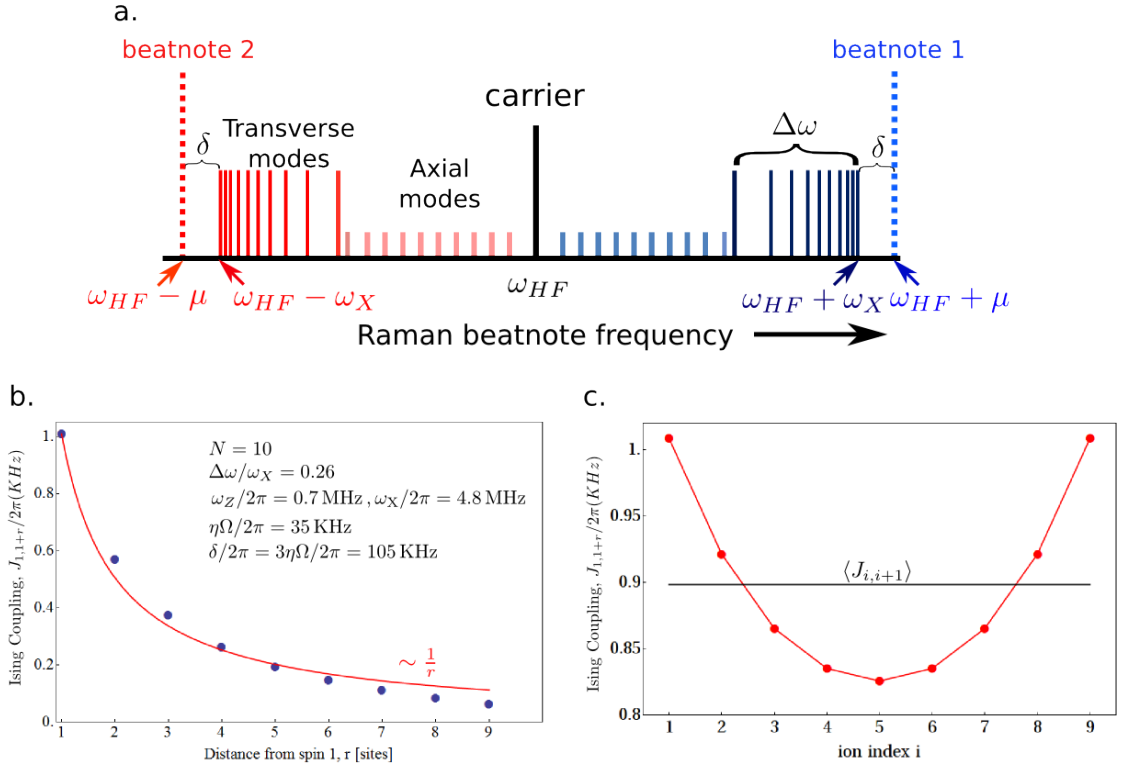 a.
beatnote 2
beatnote 1
carrier
Δω
δ
Transverse
modes
δ
Axial
modes
ω_HF − μ
ω_HF − ω_X
ω_HF
ω_HF + ω_X
ω_HF + μ
Raman beatnote frequency
b.
Ising Coupling, J_{1,1+r}/2π(KHz)
1.
0.8
0.6
0.4
0.2
0.
N = 10
Δω/ω_X = 0.26
ω_Z/2π = 0.7 MHz , ω_X/2π = 4.8 MHz
ηΩ/2π = 35 KHz
δ/2π = 3ηΩ/2π = 105 KHz
∼ 1/r
1 2 3 4 5 6 7 8 9
Distance from spin 1, r [sites]
c.
Ising Coupling, J_{1,1+r}/2π(KHz)
1.
0.95
0.9
0.85
0.8
⟨J_{i,i+1}⟩
1 2 3 4 5 6 7 8 9
ion index i